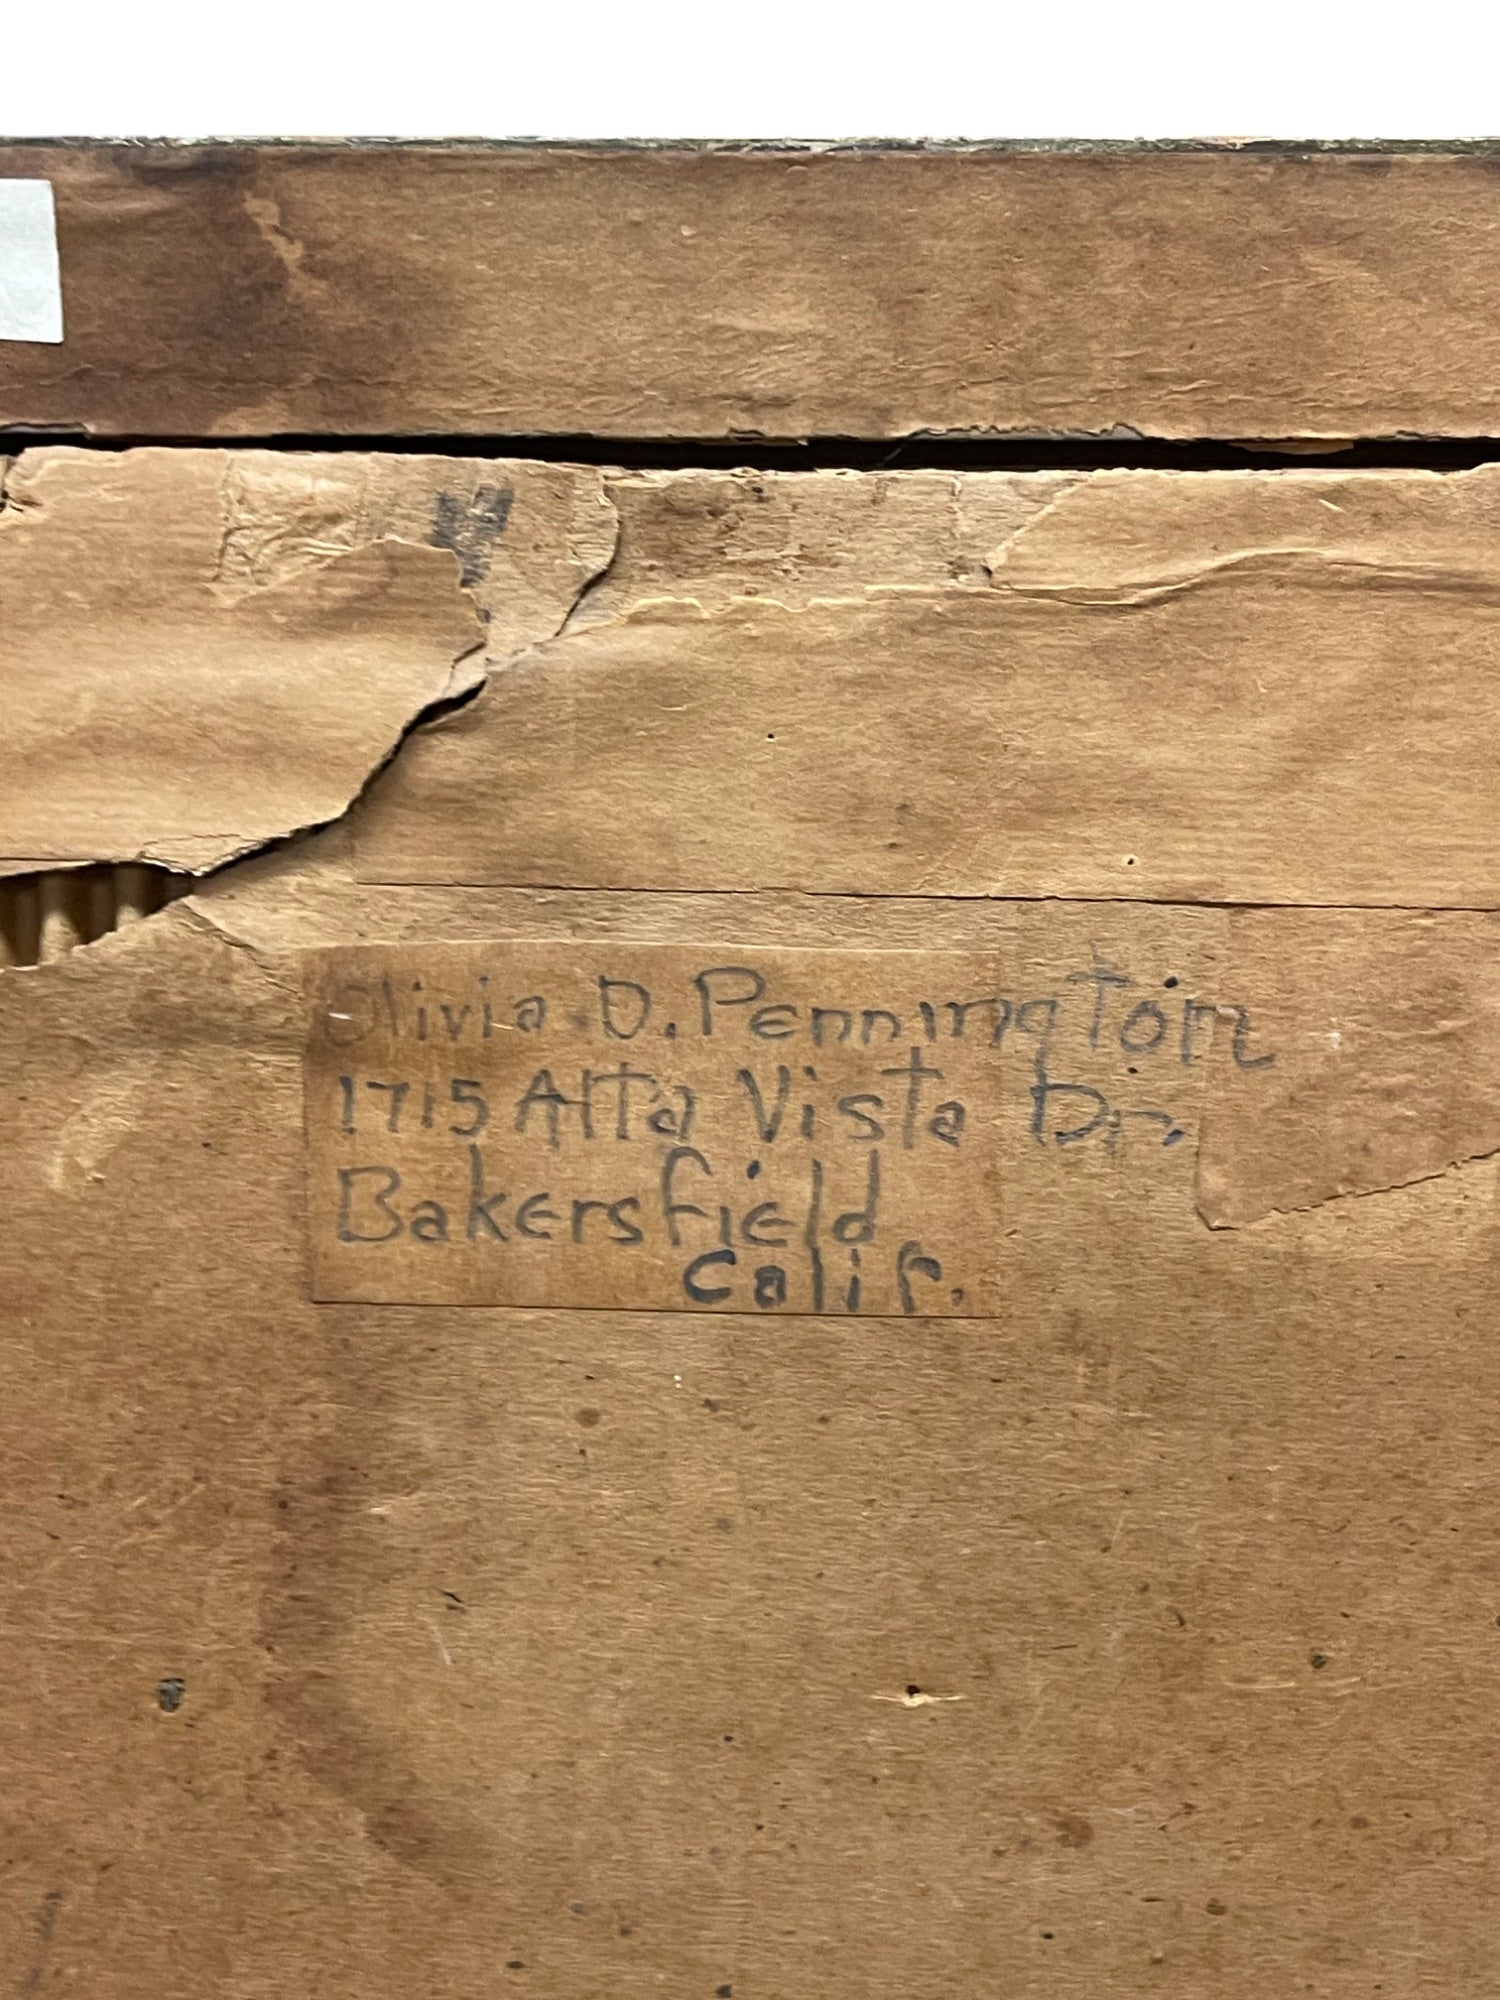 Olivia D. Pennington
1715 Alta Vista Dr.
Bakersfield
Calif.